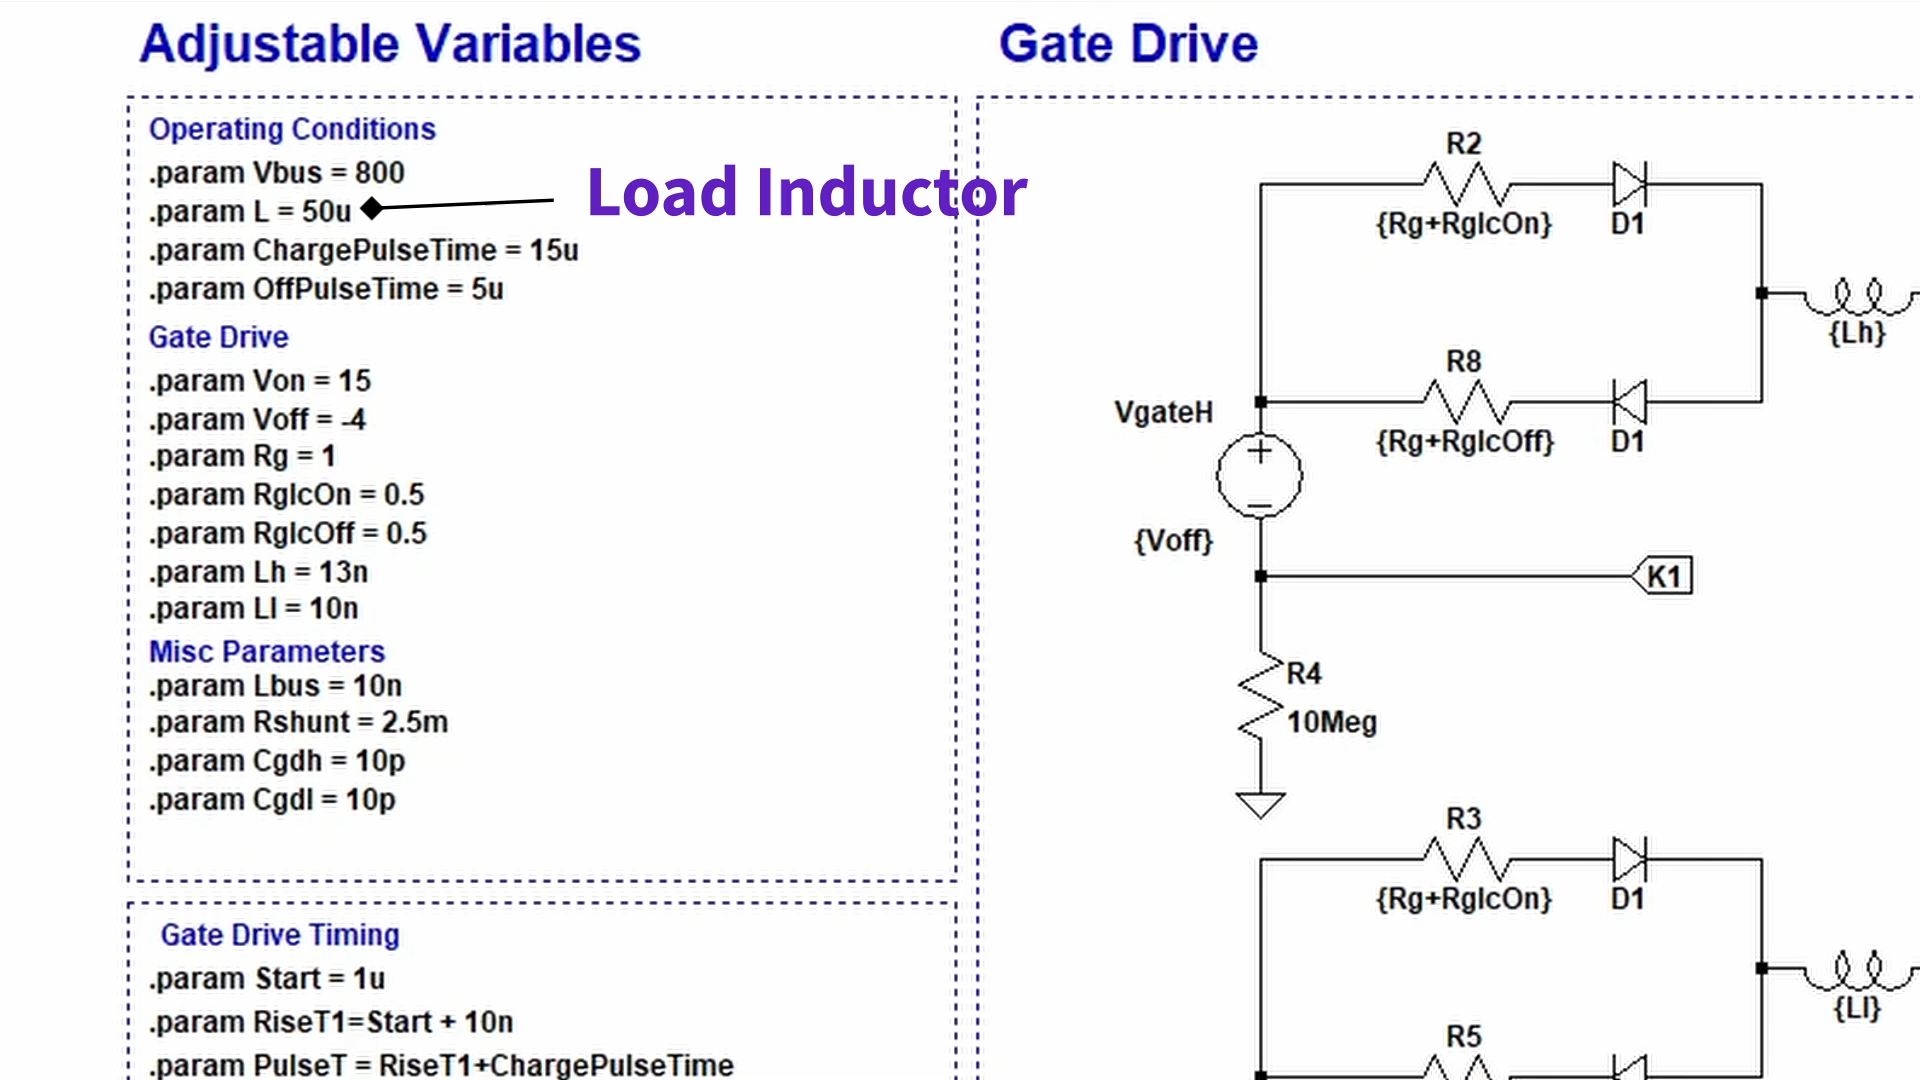 Adjustable Variables
Operating Conditions
.param Vbus = 800
.param L = 50u
Load Inductor
.param ChargePulseTime = 15u
.param OffPulseTime = 5u
Gate Drive
.param Von = 15
.param Voff = -4
.param Rg = 1
.param RgIcOn = 0.5
.param RgIcOff = 0.5
.param Lh = 13n
.param Ll = 10n
Misc Parameters
.param Lbus = 10n
.param Rshunt = 2.5m
.param Cgdh = 10p
.param Cgdl = 10p
Gate Drive Timing
.param Start = 1u
.param RiseT1=Start + 10n
.param PulseT = RiseT1+ChargePulseTime
Gate Drive
R2
{Rg+RgIcOn}
D1
{Lh}
R8
{Rg+RgIcOff}
D1
VgateH
+
−
{Voff}
K1
R4
10Meg
R3
{Rg+RgIcOn}
D1
{Ll}
R5